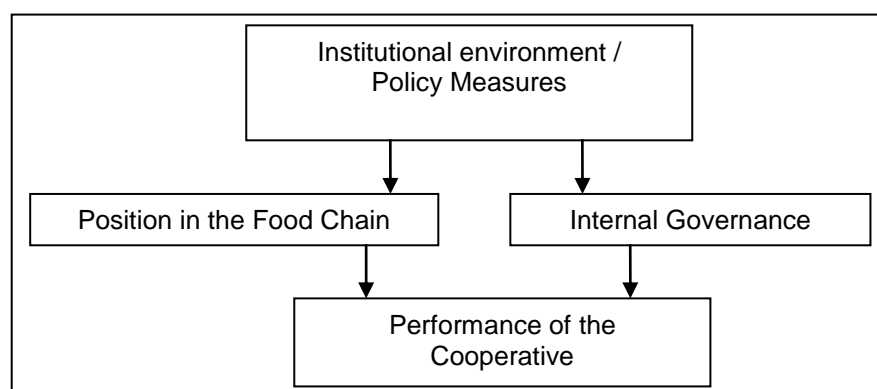 Institutional environment /
Policy Measures
Position in the Food Chain
Internal Governance
Performance of the
Cooperative